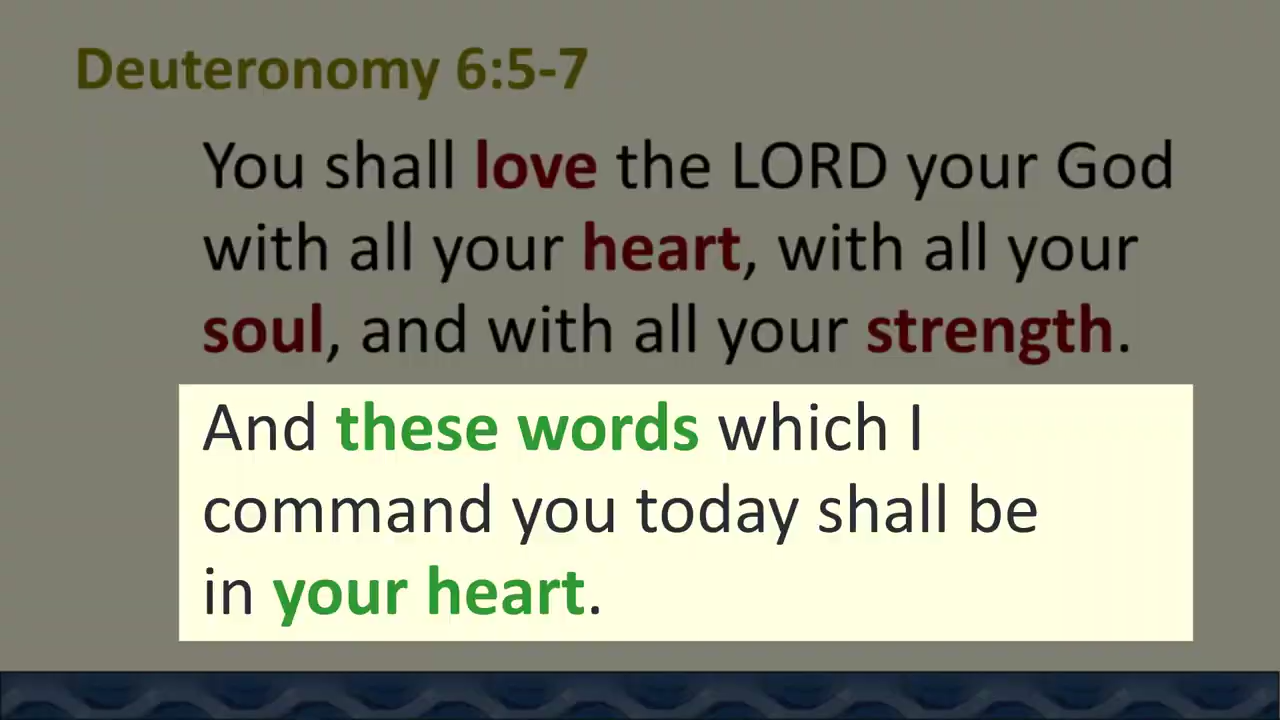 Deuteronomy 6:5-7
You shall love the LORD your God
with all your heart, with all your
soul, and with all your strength.
And these words which I
command you today shall be
in your heart.